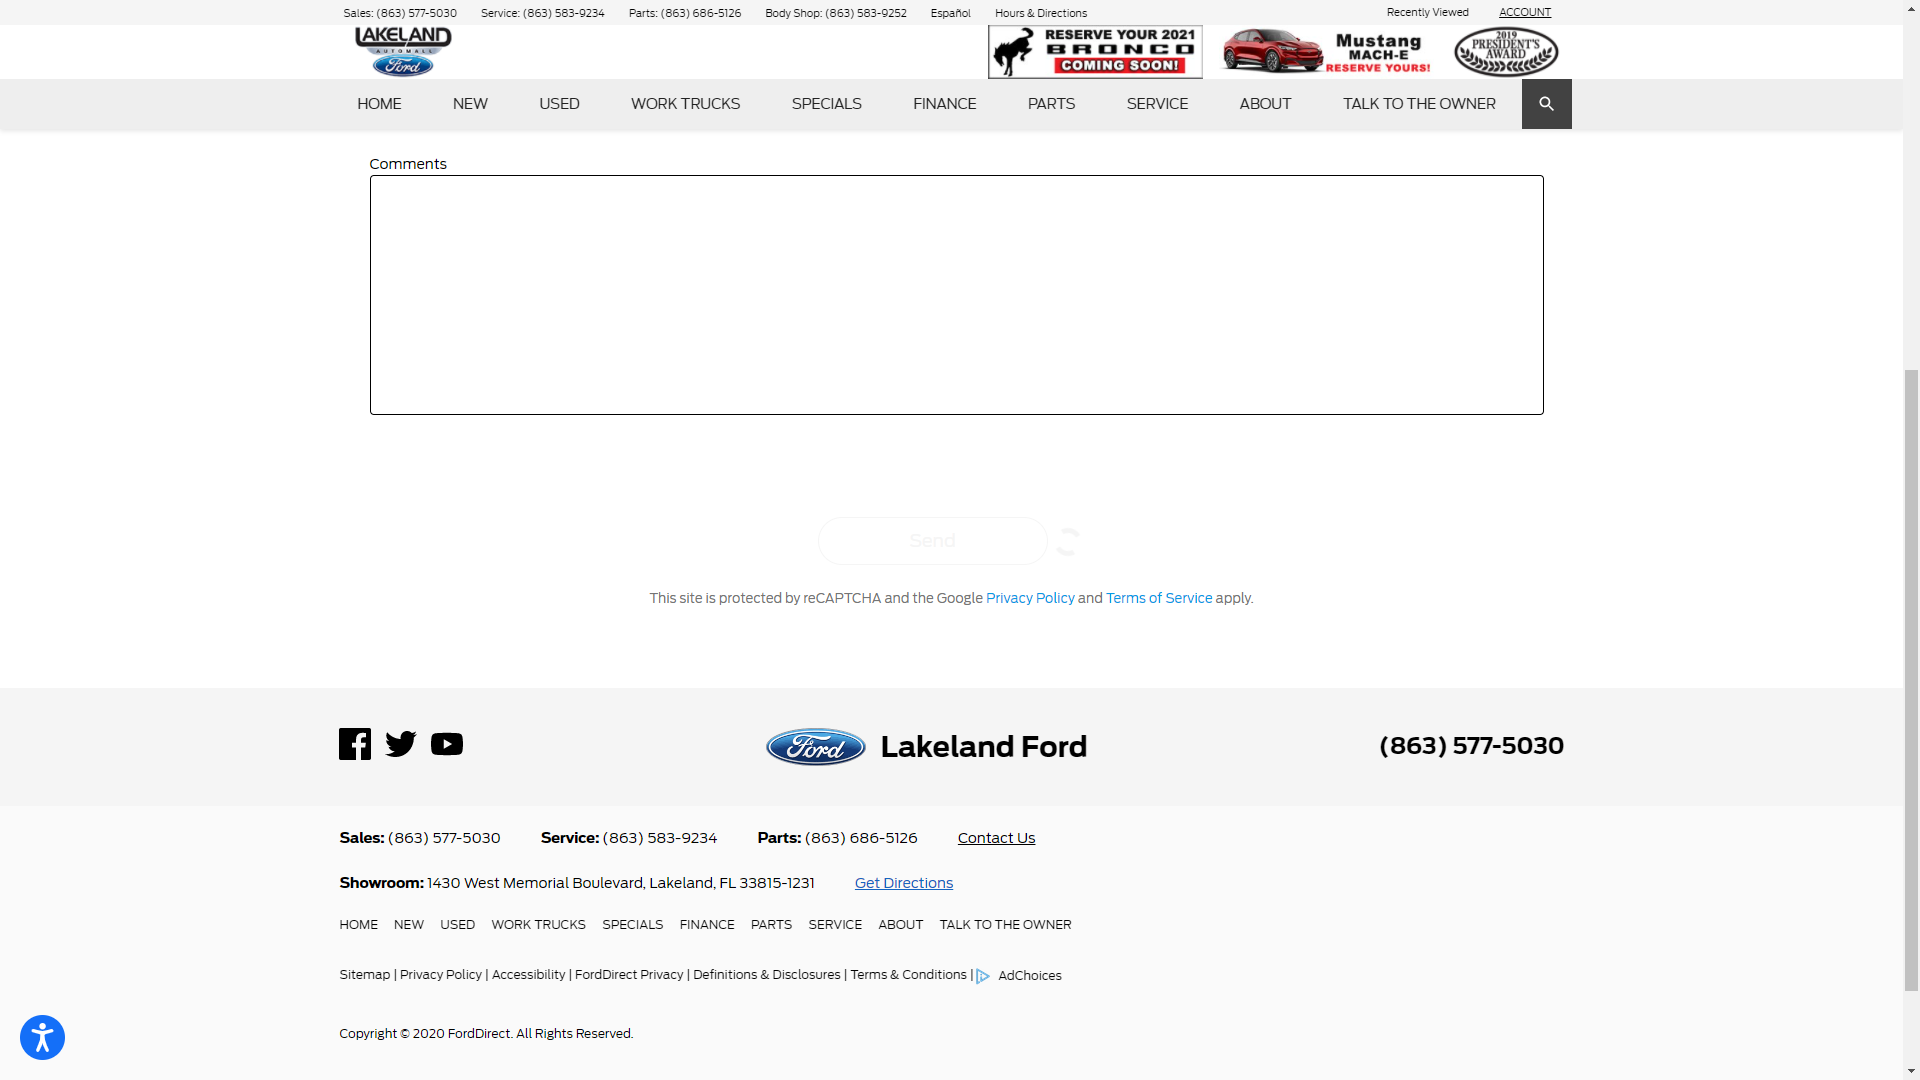 Sales: (863) 577-5030 Service: (863) 583-9234 Parts: (863) 686-5126 Body Shop: (863) 583-9252 Español Hours & Directions Recently Viewed ACCOUNT
LAKELAND
AUTOMALL
Ford
RESERVE YOUR 2021
BRONCO
COMING SOON!
Mustang
MACH-E
RESERVE YOURS!
2019
PRESIDENT'S
AWARD
HOME NEW USED WORK TRUCKS SPECIALS FINANCE PARTS SERVICE ABOUT TALK TO THE OWNER
Comments
Send
This site is protected by reCAPTCHA and the Google Privacy Policy and Terms of Service apply.
Ford Lakeland Ford (863) 577-5030
Sales: (863) 577-5030 Service: (863) 583-9234 Parts: (863) 686-5126 Contact Us
Showroom: 1430 West Memorial Boulevard, Lakeland, FL 33815-1231 Get Directions
HOME NEW USED WORK TRUCKS SPECIALS FINANCE PARTS SERVICE ABOUT TALK TO THE OWNER
Sitemap | Privacy Policy | Accessibility | FordDirect Privacy | Definitions & Disclosures | Terms & Conditions | AdChoices
Copyright © 2020 FordDirect. All Rights Reserved.